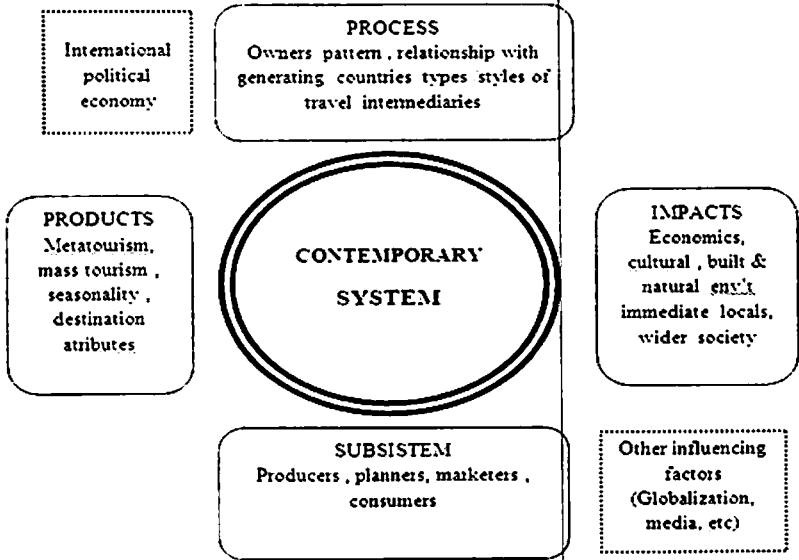 International
political
economy
PROCESS
Owners pattern , relationship with
generating countries types styles of
travel intermediaries
PRODUCTS
Metatourism,
mass tourism ,
seasonality ,
destination
atributes
CONTEMPORARY
SYSTEM
IMPACTS
Economics,
cultural , built &
natural env't
immediate locals,
wider society
SUBSISTEM
Producers , planners, marketers ,
consumers
Other influencing
factors
(Globalization,
media, etc)